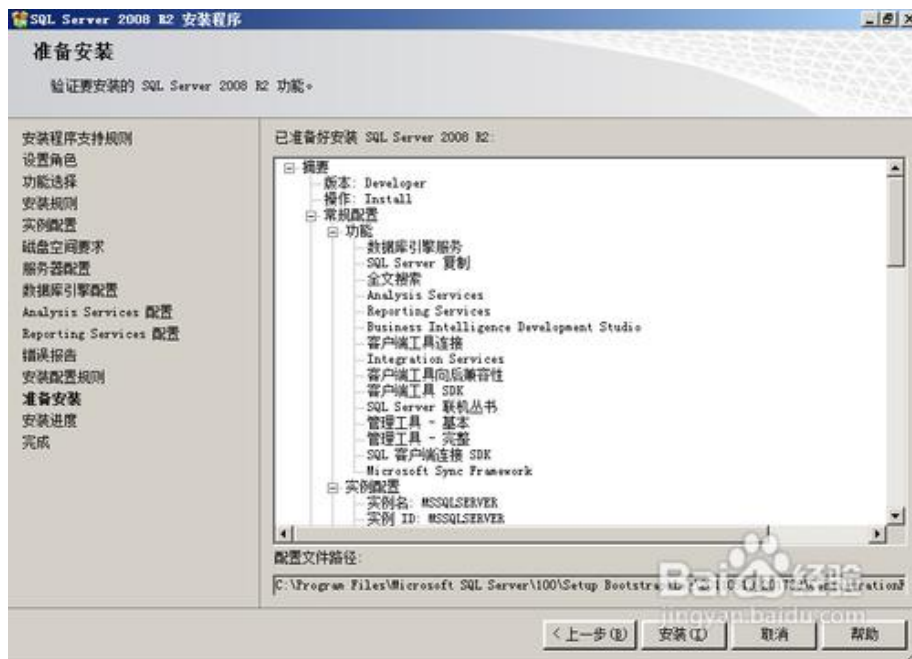 SQL Server 2008 R2 安装程序
准备安装
验证要安装的 SQL Server 2008 R2 功能。
安装程序支持规则
设置角色
功能选择
安装规则
实例配置
磁盘空间要求
服务器配置
数据库引擎配置
Analysis Services 配置
Reporting Services 配置
错误报告
安装配置规则
准备安装
安装进度
完成
已准备好安装 SQL Server 2008 R2:
摘要
版本: Developer
操作: Install
常规配置
功能
数据库引擎服务
SQL Server 复制
全文搜索
Analysis Services
Reporting Services
Business Intelligence Development Studio
客户端工具连接
Integration Services
客户端工具向后兼容性
客户端工具 SDK
SQL Server 联机丛书
管理工具 - 基本
管理工具 - 完整
SQL 客户端连接 SDK
Microsoft Sync Framework
实例配置
实例名: MSSQLSERVER
实例 ID: MSSQLSERVER
配置文件路径:
C:\Program Files\Microsoft SQL Server\100\Setup
Baidu 经验
jingyan.baidu.com
< 上一步(B)
安装(I)
取消
帮助